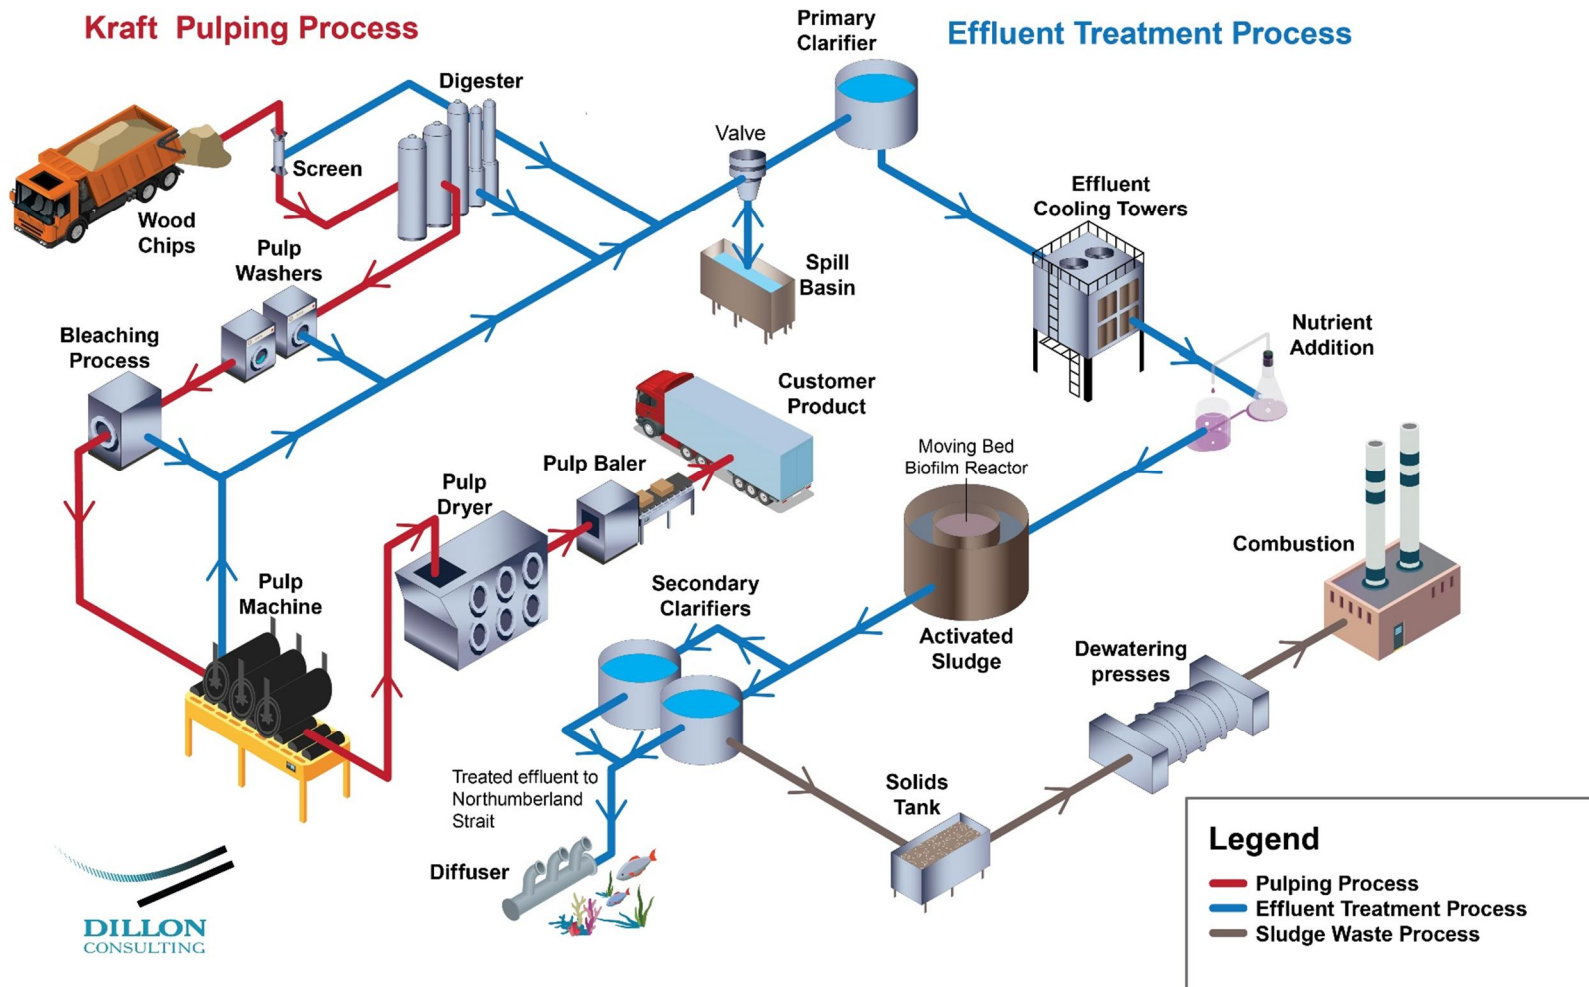 Kraft Pulping Process
Effluent Treatment Process
Primary
Clarifier
Digester
Valve
Screen
Wood
Chips
Effluent
Cooling Towers
Pulp
Washers
Spill
Basin
Bleaching
Process
Nutrient
Addition
Customer
Product
Moving Bed
Biofilm Reactor
Pulp Baler
Pulp
Dryer
Combustion
Pulp
Machine
Secondary
Clarifiers
Activated
Sludge
Dewatering
presses
Treated effluent to
Northumberland
Strait
Solids
Tank
Diffuser
Legend
Pulping Process
Effluent Treatment Process
Sludge Waste Process
DILLON
CONSULTING